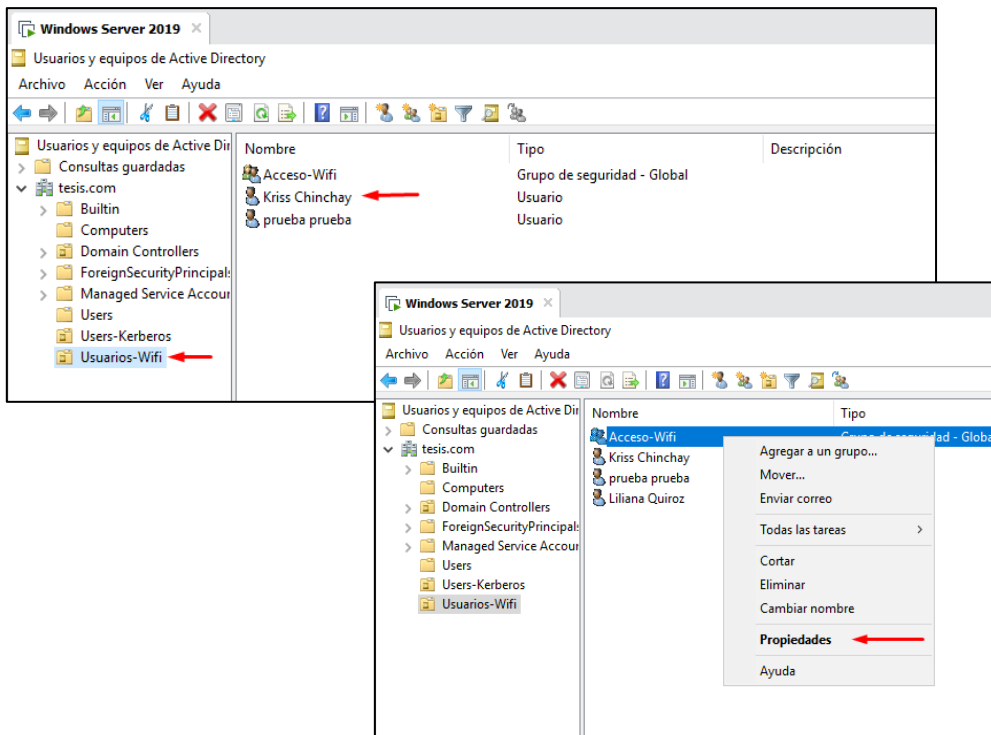 Windows Server 2019
Usuarios y equipos de Active Directory
Archivo Acción Ver Ayuda
Usuarios y equipos de Active Dir
Consultas guardadas
tesis.com
Builtin
Computers
Domain Controllers
ForeignSecurityPrincipals
Managed Service Accour
Users
Users-Kerberos
Usuarios-Wifi
Nombre Tipo Descripción
Acceso-Wifi Grupo de seguridad - Global
Kriss Chinchay Usuario
prueba prueba Usuario
Windows Server 2019
Usuarios y equipos de Active Directory
Archivo Acción Ver Ayuda
Usuarios y equipos de Active Dir
Consultas guardadas
tesis.com
Builtin
Computers
Domain Controllers
ForeignSecurityPrincipals
Managed Service Accour
Users
Users-Kerberos
Usuarios-Wifi
Nombre Tipo
Acceso-Wifi Grupo de seguridad - Globa
Kriss Chinchay
prueba prueba
Liliana Quiroz
Agregar a un grupo...
Mover...
Enviar correo
Todas las tareas
Cortar
Eliminar
Cambiar nombre
Propiedades
Ayuda